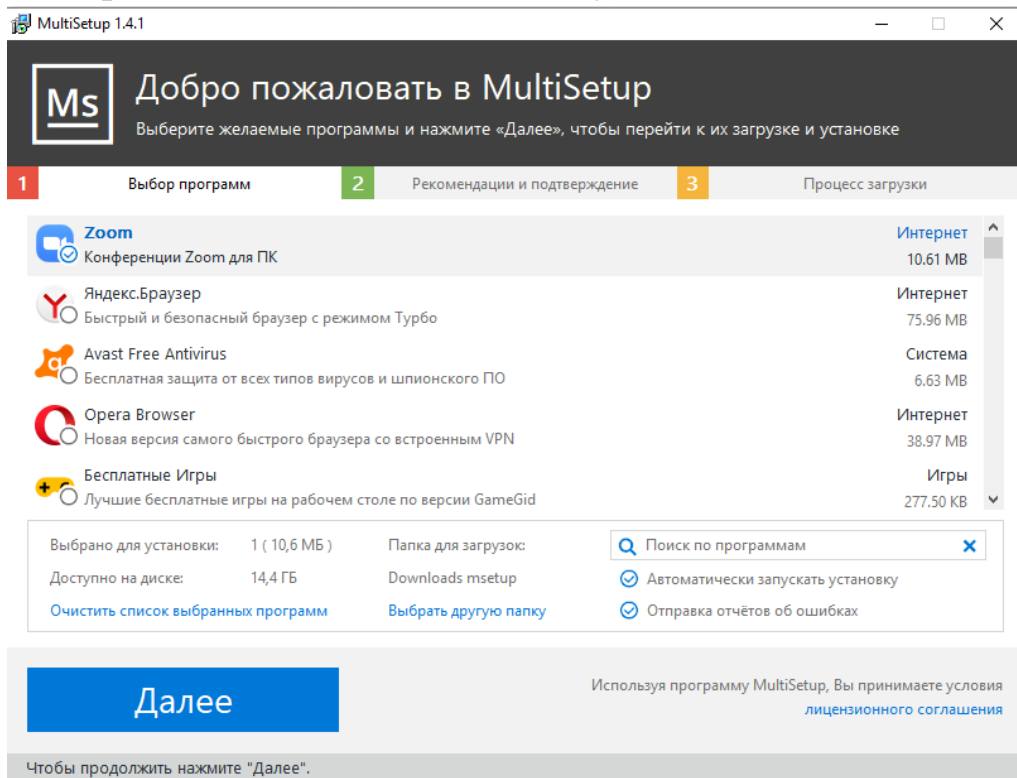 MultiSetup 1.4.1
Ms
Добро пожаловать в MultiSetup
Выберите желаемые программы и нажмите «Далее», чтобы перейти к их загрузке и установке
1 Выбор программ 2 Рекомендации и подтверждение 3 Процесс загрузки
Zoom Интернет
Конференции Zoom для ПК 10.61 MB
Яндекс.Браузер Интернет
Быстрый и безопасный браузер с режимом Турбо 75.96 MB
Avast Free Antivirus Система
Бесплатная защита от всех типов вирусов и шпионского ПО 6.63 MB
Opera Browser Интернет
Новая версия самого быстрого браузера со встроенным VPN 38.97 MB
Бесплатные Игры Игры
Лучшие бесплатные игры на рабочем столе по версии GameGid 277.50 KB
Выбрано для установки: 1 ( 10,6 МБ ) Папка для загрузок: Поиск по программам
Доступно на диске: 14,4 ГБ Downloads msetup Автоматически запускать установку
Очистить список выбранных программ Выбрать другую папку Отправка отчётов об ошибках
Далее
Используя программу MultiSetup, Вы принимаете условия
лицензионного соглашения
Чтобы продолжить нажмите "Далее".